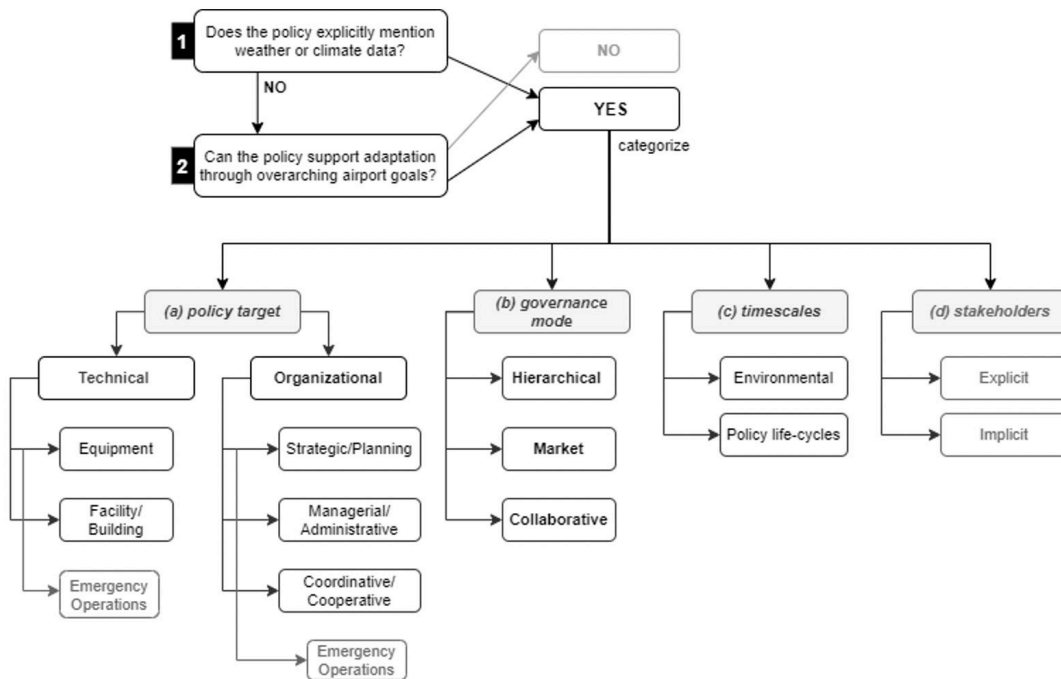 1
Does the policy explicitly mention
weather or climate data?
NO
NO
YES
categorize
2
Can the policy support adaptation
through overarching airport goals?
(a) policy target
(b) governance
mode
(c) timescales
(d) stakeholders
Technical
Organizational
Hierarchical
Environmental
Explicit
Equipment
Strategic/Planning
Market
Policy life-cycles
Implicit
Facility/
Building
Managerial/
Administrative
Collaborative
Emergency
Operations
Coordinative/
Cooperative
Emergency
Operations